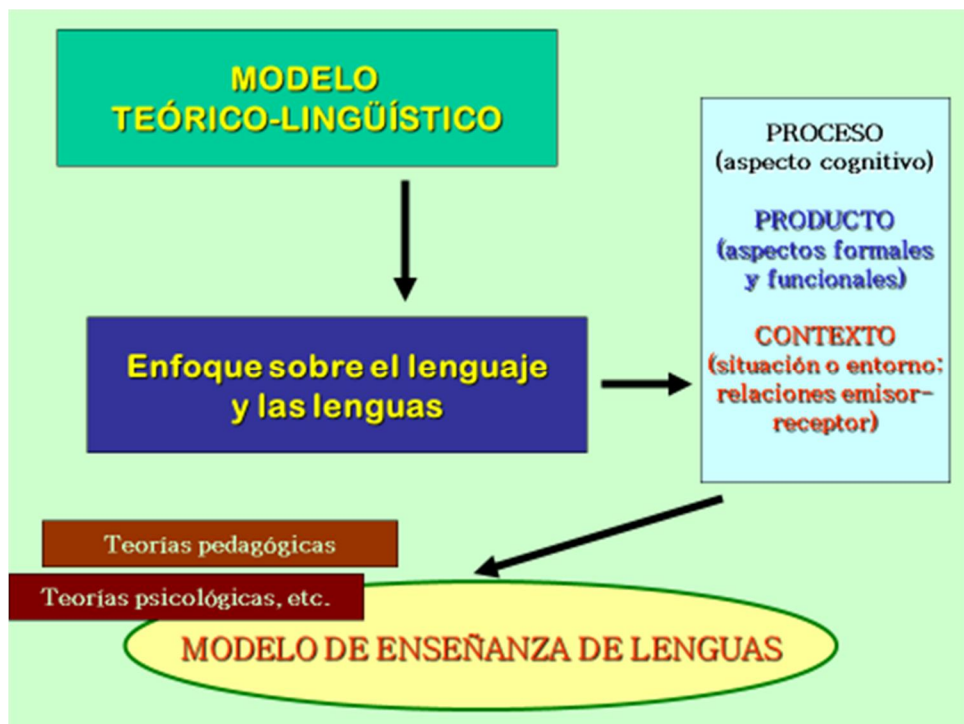 MODELO
TEÓRICO-LINGÜÍSTICO
PROCESO
(aspecto cognitivo)
PRODUCTO
(aspectos formales
y funcionales)
CONTEXTO
(situación o entorno:
relaciones emisor-
receptor)
Enfoque sobre el lenguaje
y las lenguas
Teorías pedagógicas
Teorías psicológicas, etc.
MODELO DE ENSEÑANZA DE LENGUAS